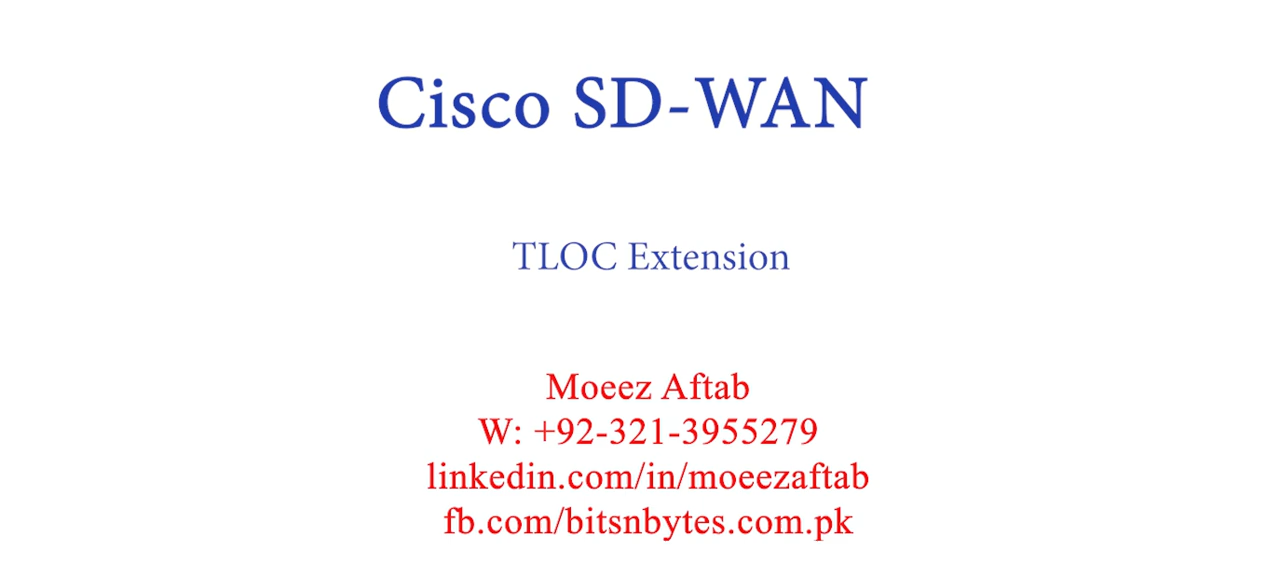 Cisco SD-WAN
TLOC Extension
Moeez Aftab
W: +92-321-3955279
linkedin.com/in/moeezaftab
fb.com/bitsnbytes.com.pk